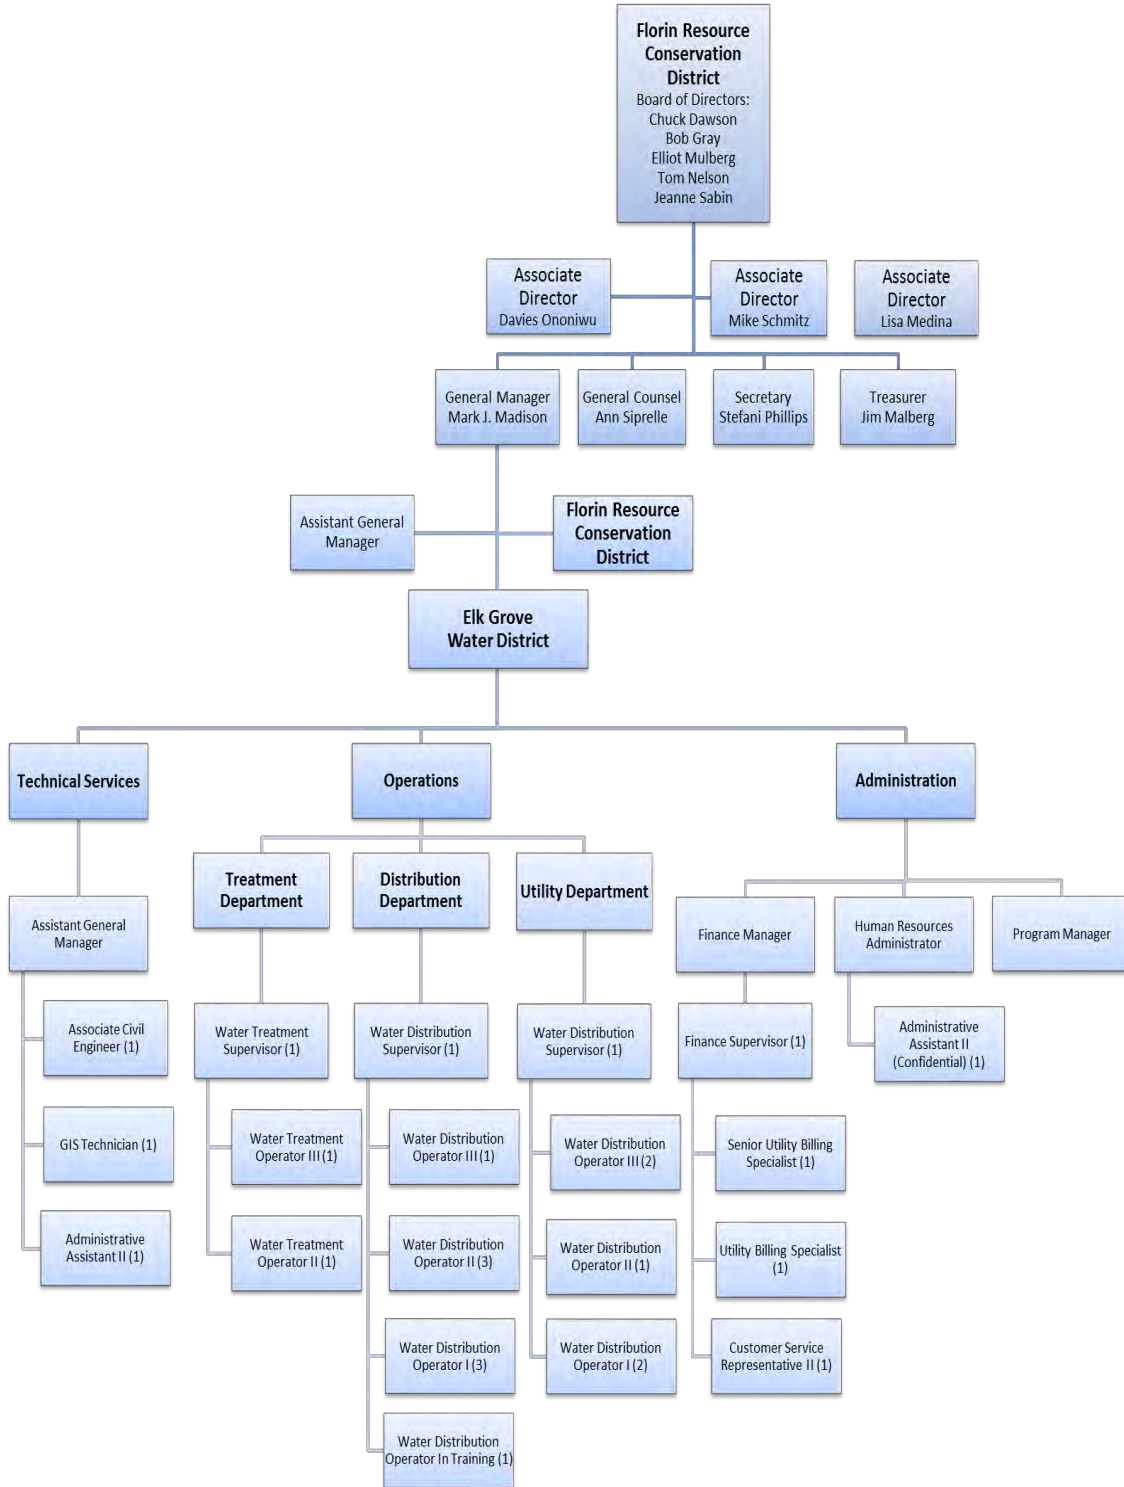 Florin Resource
Conservation
District
Board of Directors:
Chuck Dawson
Bob Gray
Elliot Mulberg
Tom Nelson
Jeanne Sabin
Associate
Director
Davies Ononiwu
Associate
Director
Mike Schmitz
Associate
Director
Lisa Medina
General Manager
Mark J. Madison
General Counsel
Ann Siprelle
Secretary
Stefani Phillips
Treasurer
Jim Malberg
Assistant General
Manager
Florin Resource
Conservation
District
Elk Grove
Water District
Technical Services
Operations
Administration
Treatment
Department
Distribution
Department
Utility Department
Assistant General
Manager
Finance Manager
Human Resources
Administrator
Program Manager
Associate Civil
Engineer (1)
Water Treatment
Supervisor (1)
Water Distribution
Supervisor (1)
Water Distribution
Supervisor (1)
Finance Supervisor (1)
Administrative
Assistant II
(Confidential) (1)
GIS Technician (1)
Water Treatment
Operator III (1)
Water Distribution
Operator III (1)
Water Distribution
Operator III (2)
Senior Utility Billing
Specialist (1)
Administrative
Assistant II (1)
Water Treatment
Operator II (1)
Water Distribution
Operator II (3)
Water Distribution
Operator II (1)
Utility Billing Specialist
(1)
Water Distribution
Operator I (3)
Water Distribution
Operator I (2)
Customer Service
Representative II (1)
Water Distribution
Operator In Training (1)